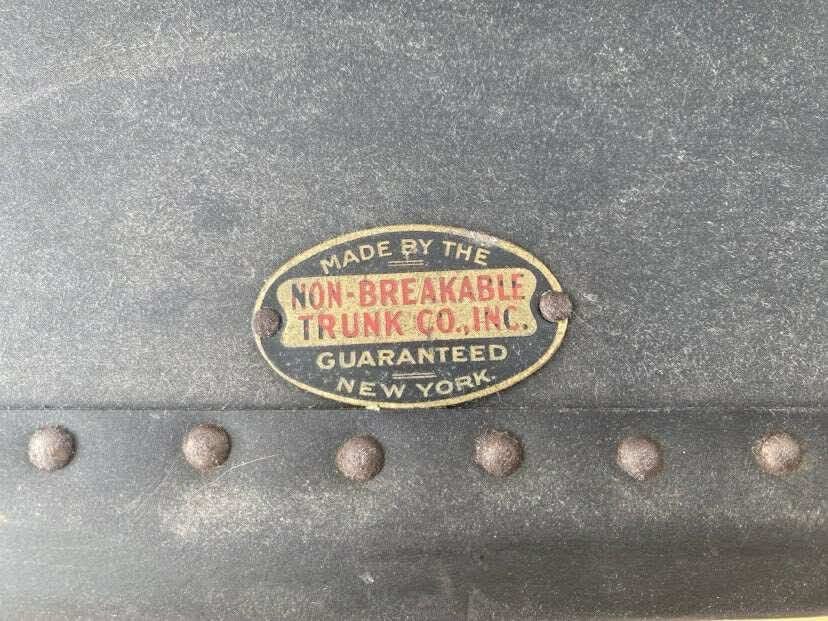 MADE BY THE
NON-BREAKABLE
TRUNK CO., INC.
GUARANTEED
NEW YORK.